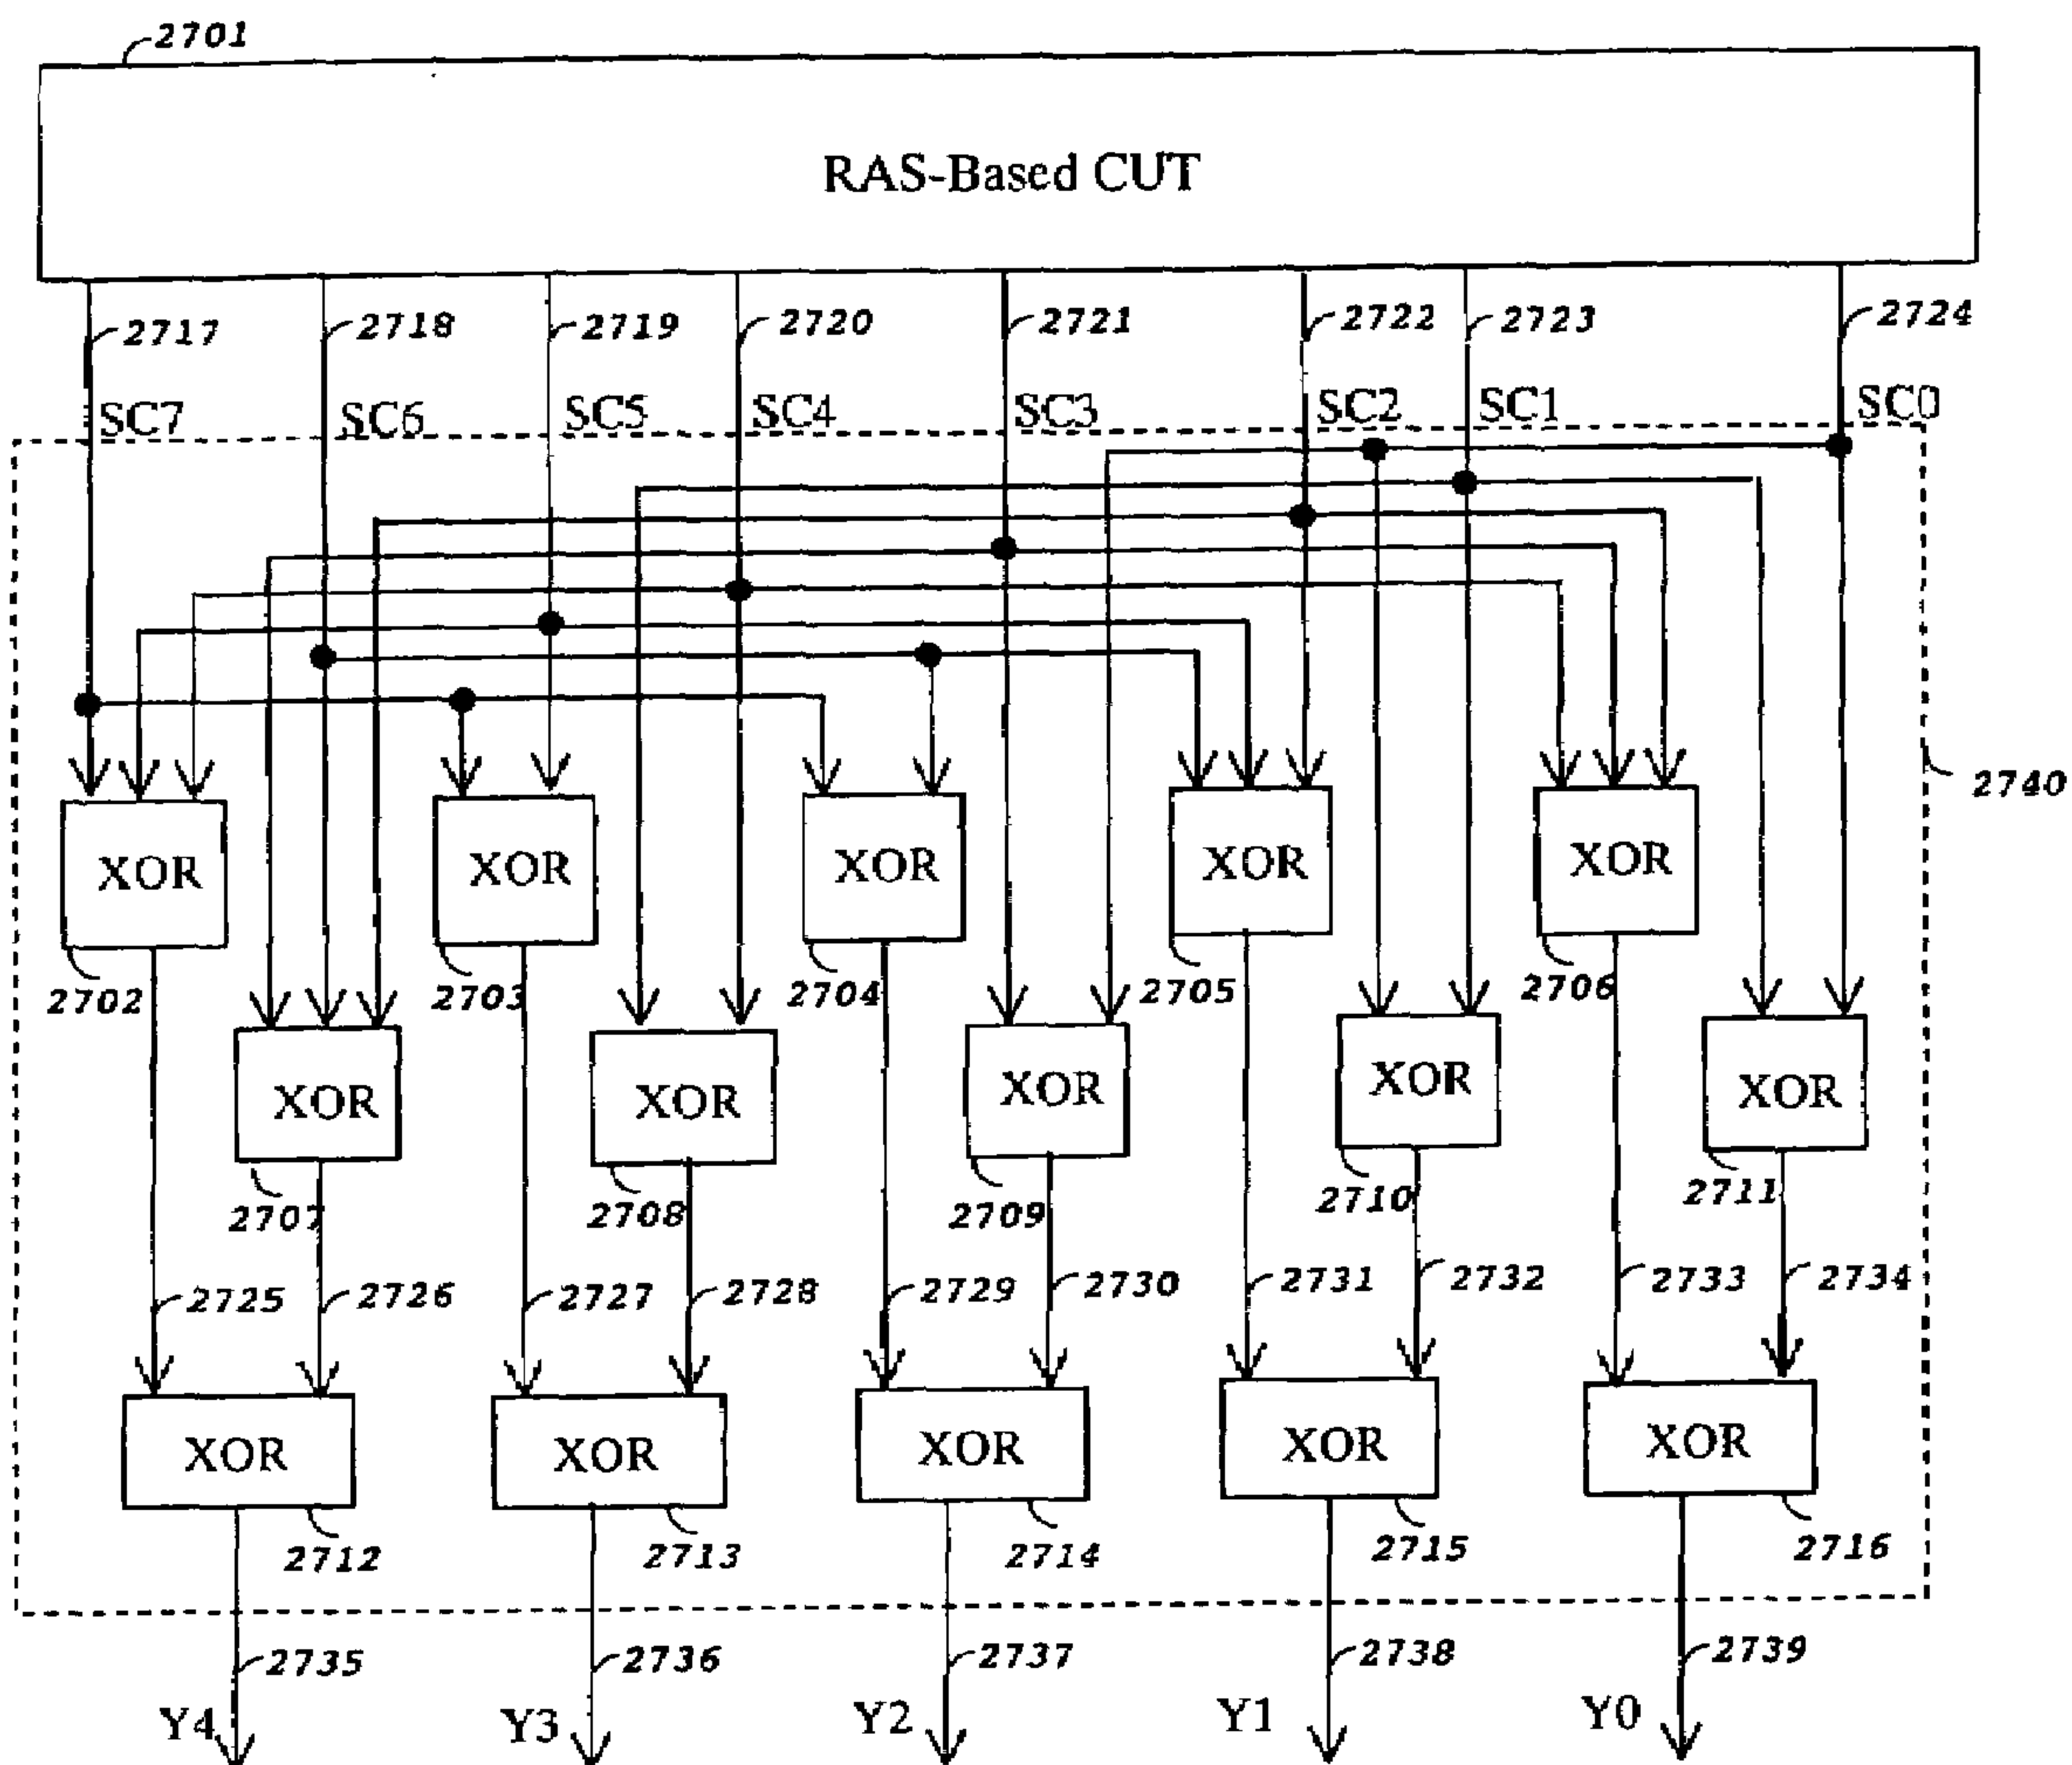 2701
RAS-Based CUT
2717 2718 2719 2720 2721 2722 2723 2724
SC7 SC6 SC5 SC4 SC3 SC2 SC1 SC0
2740
XOR XOR XOR XOR XOR
2702 2703 2704 2705 2706
XOR XOR XOR XOR XOR
2707 2708 2709 2710 2711
2725 2726 2727 2728 2729 2730 2731 2732 2733 2734
XOR XOR XOR XOR XOR
2712 2713 2714 2715 2716
2735 2736 2737 2738 2739
Y4 Y3 Y2 Y1 Y0